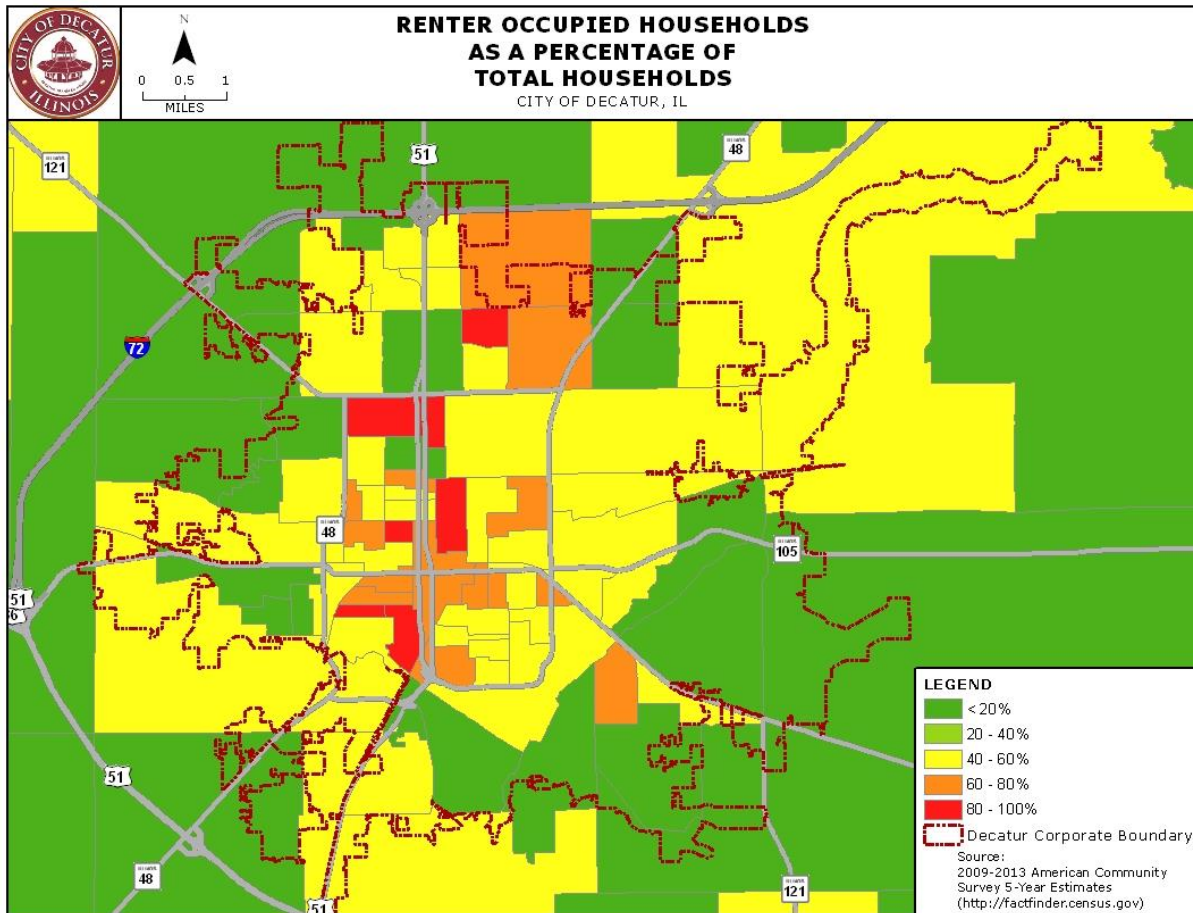 CITY OF DECATUR
ILLINOIS
N
0 0.5 1
MILES
RENTER OCCUPIED HOUSEHOLDS
AS A PERCENTAGE OF
TOTAL HOUSEHOLDS
CITY OF DECATUR, IL
51
48
121
72
48
105
51
51
48
51
121
LEGEND
< 20%
20 - 40%
40 - 60%
60 - 80%
80 - 100%
Decatur Corporate Boundary
Source:
2009-2013 American Community
Survey 5-Year Estimates
(http://factfinder.census.gov)